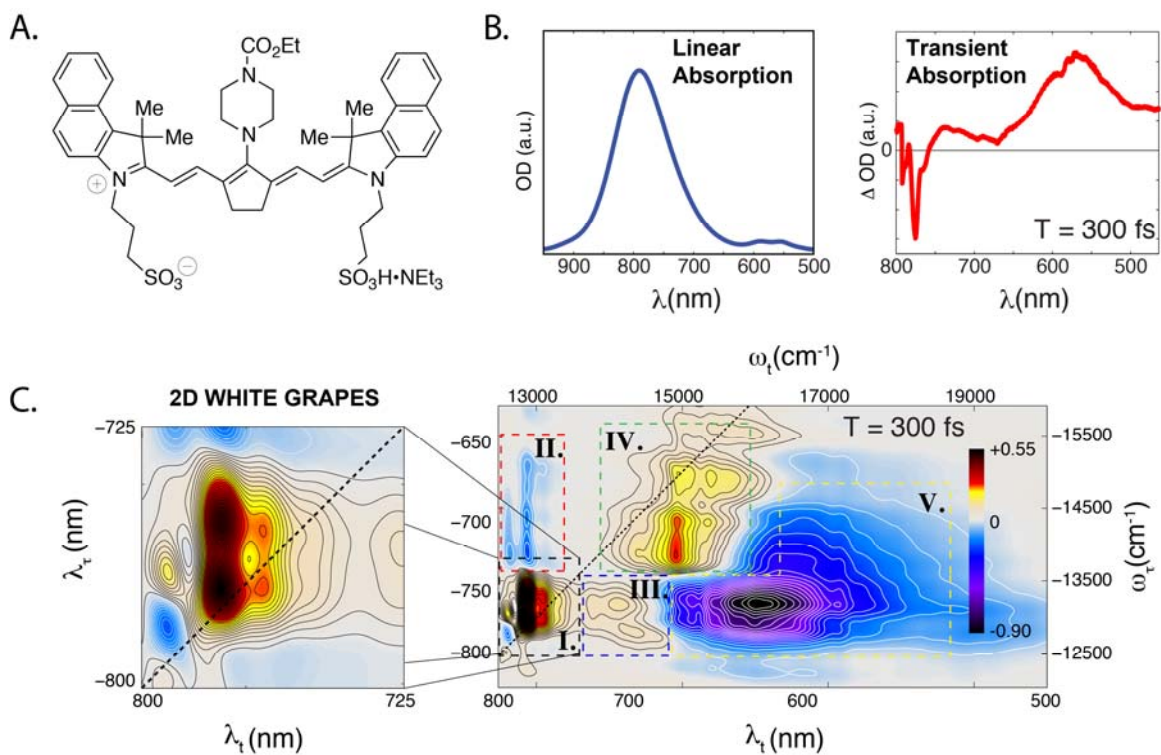 A.
CO₂Et
N
N
Me
Me
Me
Me
N
⊕
N
SO₃
⊖
SO₃H•NEt₃
B.
Linear
Absorption
OD (a.u.)
900 800 700 600 500
λ(nm)
Transient
Absorption
Δ OD (a.u.)
0
T = 300 fs
800 700 600 500
λ(nm)
C.
2D WHITE GRAPES
−725
λτ (nm)
−800
800 725
λt (nm)
ωt(cm⁻¹)
13000 15000 17000 19000
T = 300 fs
−650
−700
−750
−800
II.
IV.
V.
III.
I.
+0.55
0
-0.90
−15500
−14500
−13500
−12500
ωτ(cm⁻¹)
800 700 600 500
λt (nm)